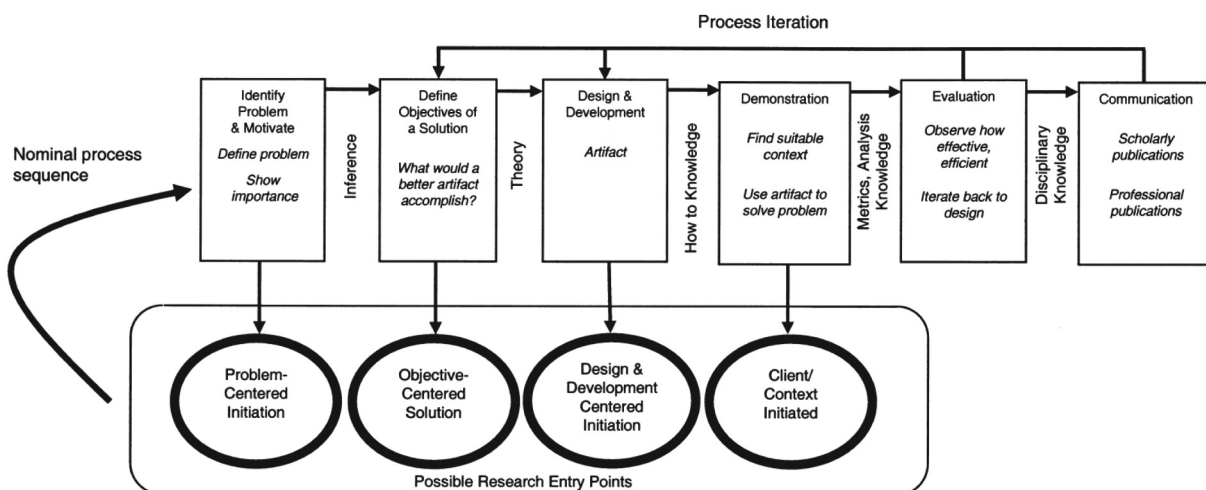 Process Iteration
Nominal process
sequence
Identify
Problem
& Motivate
Define problem
Show
importance
Inference
Define
Objectives of
a Solution
What would a
better artifact
accomplish?
Theory
Design &
Development
Artifact
How to Knowledge
Demonstration
Find suitable
context
Use artifact to
solve problem
Metrics, Analysis
Knowledge
Evaluation
Observe how
effective,
efficient
Iterate back to
design
Disciplinary
Knowledge
Communication
Scholarly
publications
Professional
publications
Problem-
Centered
Initiation
Objective-
Centered
Solution
Design &
Development
Centered
Initiation
Client/
Context
Initiated
Possible Research Entry Points